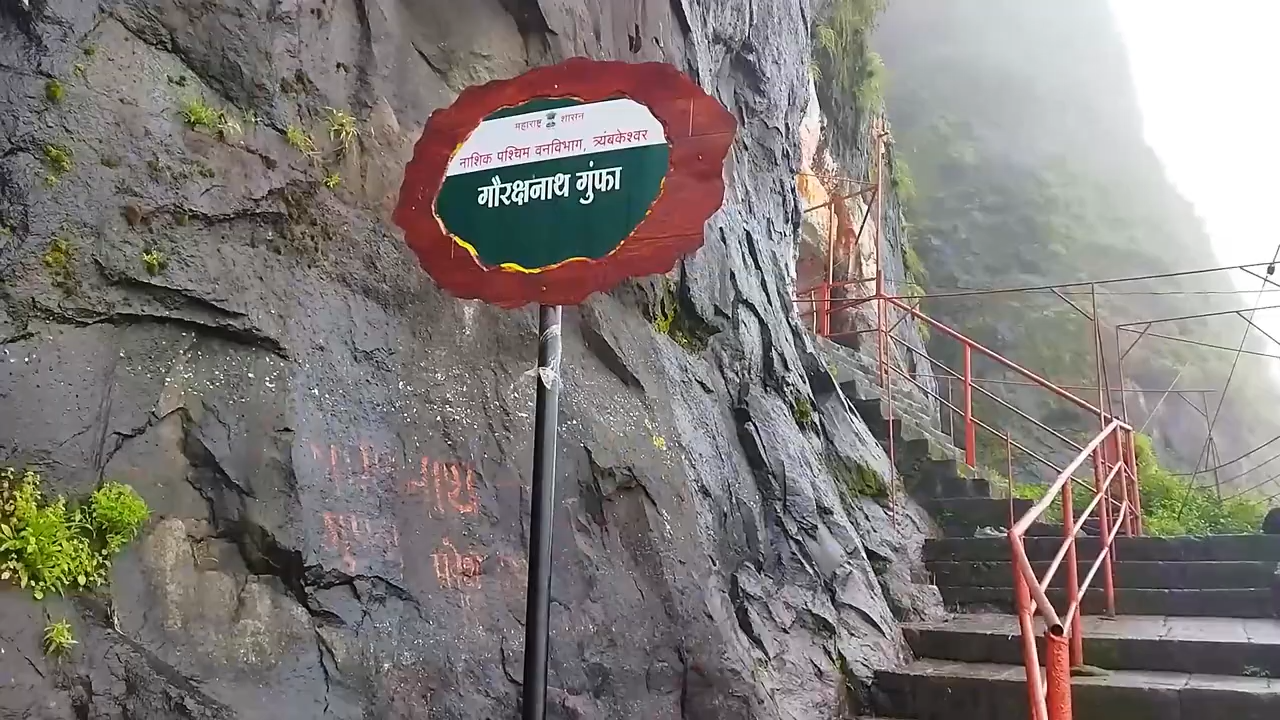 महाराष्ट्र शासन
नाशिक पश्चिम वनविभाग, त्र्यंबकेश्वर
गौरक्षनाथ गुंफा